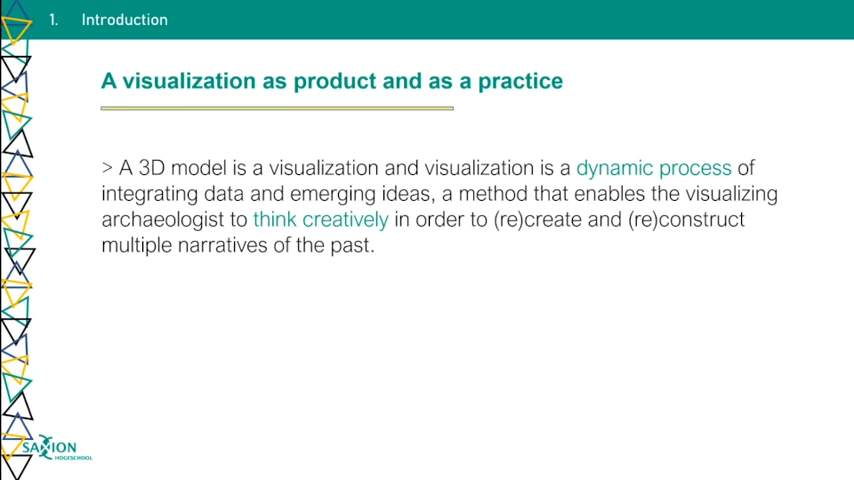 1. Introduction
A visualization as product and as a practice
> A 3D model is a visualization and visualization is a dynamic process of
integrating data and emerging ideas, a method that enables the visualizing
archaeologist to think creatively in order to (re)create and (re)construct
multiple narratives of the past.
SAXION
HOGESCHOOL